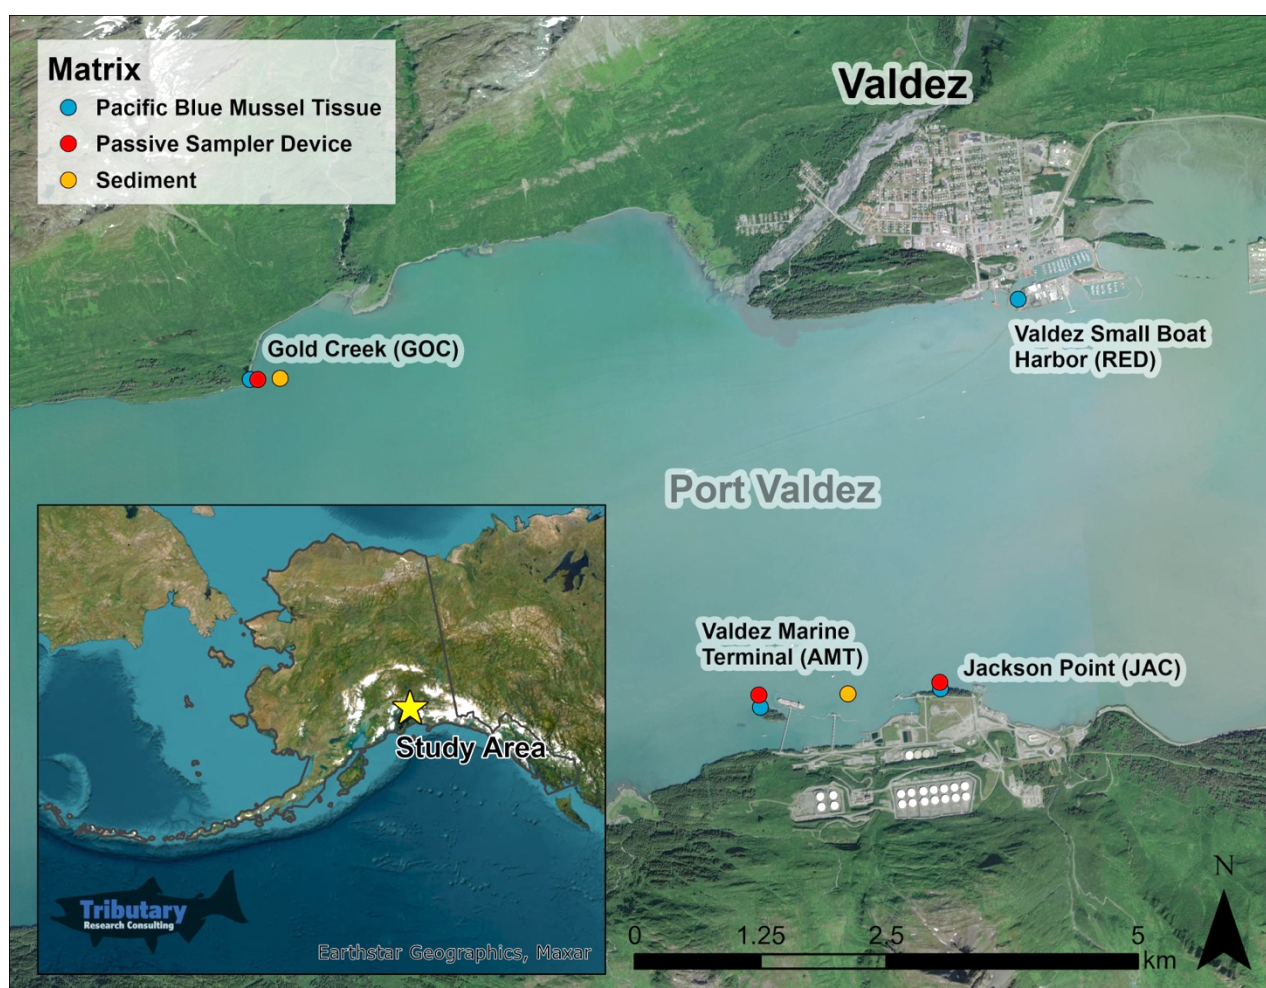 Matrix
Pacific Blue Mussel Tissue
Passive Sampler Device
Sediment
Valdez
Gold Creek (GOC)
Valdez Small Boat
Harbor (RED)
Port Valdez
Valdez Marine
Terminal (AMT)
Jackson Point (JAC)
Study Area
Tributary
Research Consulting
Earthstar Geographics, Maxar
N
0 1.25 2.5 5
km